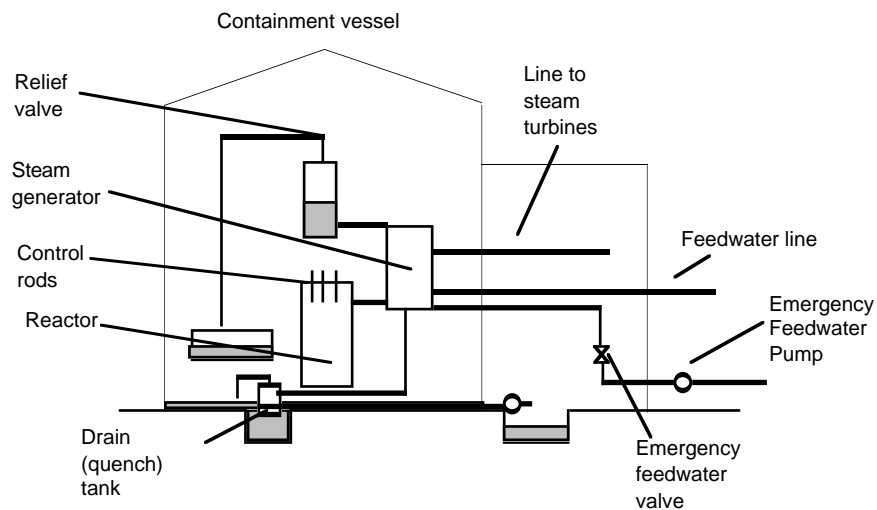 Containment vessel
Relief
valve
Line to
steam
turbines
Steam
generator
Feedwater line
Control
rods
Emergency
Feedwater
Pump
Reactor
Drain
(quench)
tank
Emergency
feedwater
valve